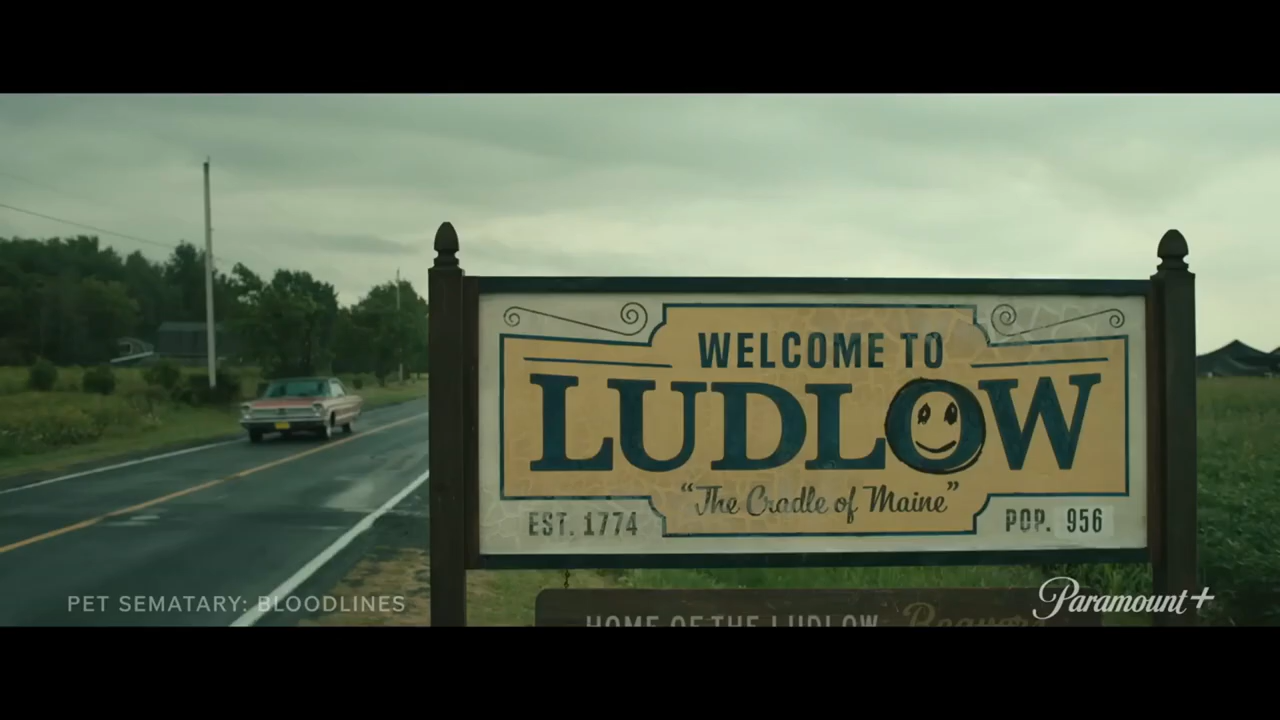 WELCOME TO
LUDLOW
"The Cradle of Maine"
EST. 1774
POP. 956
HOME OF THE LUDLOW Beavers
PET SEMATARY: BLOODLINES
Paramount+